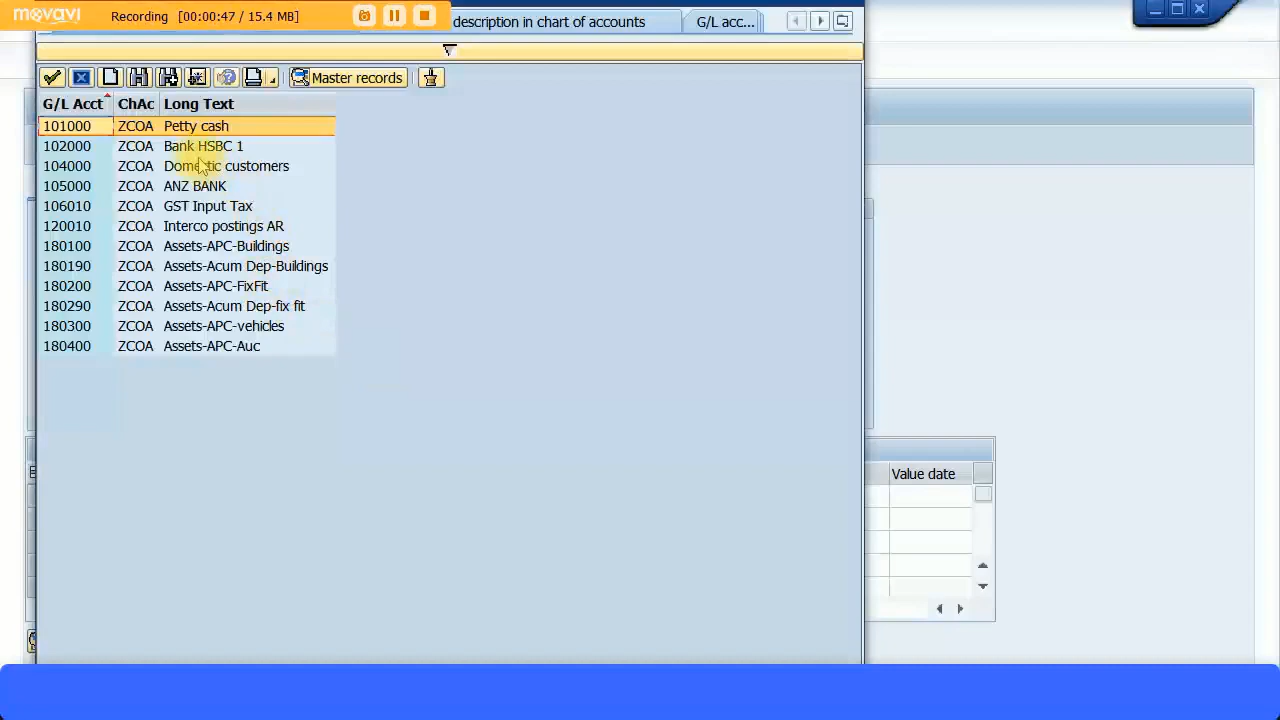 movavi Recording [00:00:47 / 15.4 MB]
description in chart of accounts G/L acc...
Master records
G/L Acct ChAc Long Text
101000 ZCOA Petty cash
102000 ZCOA Bank HSBC 1
104000 ZCOA Domestic customers
105000 ZCOA ANZ BANK
106010 ZCOA GST Input Tax
120010 ZCOA Interco postings AR
180100 ZCOA Assets-APC-Buildings
180190 ZCOA Assets-Acum Dep-Buildings
180200 ZCOA Assets-APC-FixFit
180290 ZCOA Assets-Acum Dep-fix fit
180300 ZCOA Assets-APC-vehicles
180400 ZCOA Assets-APC-Auc
Value date